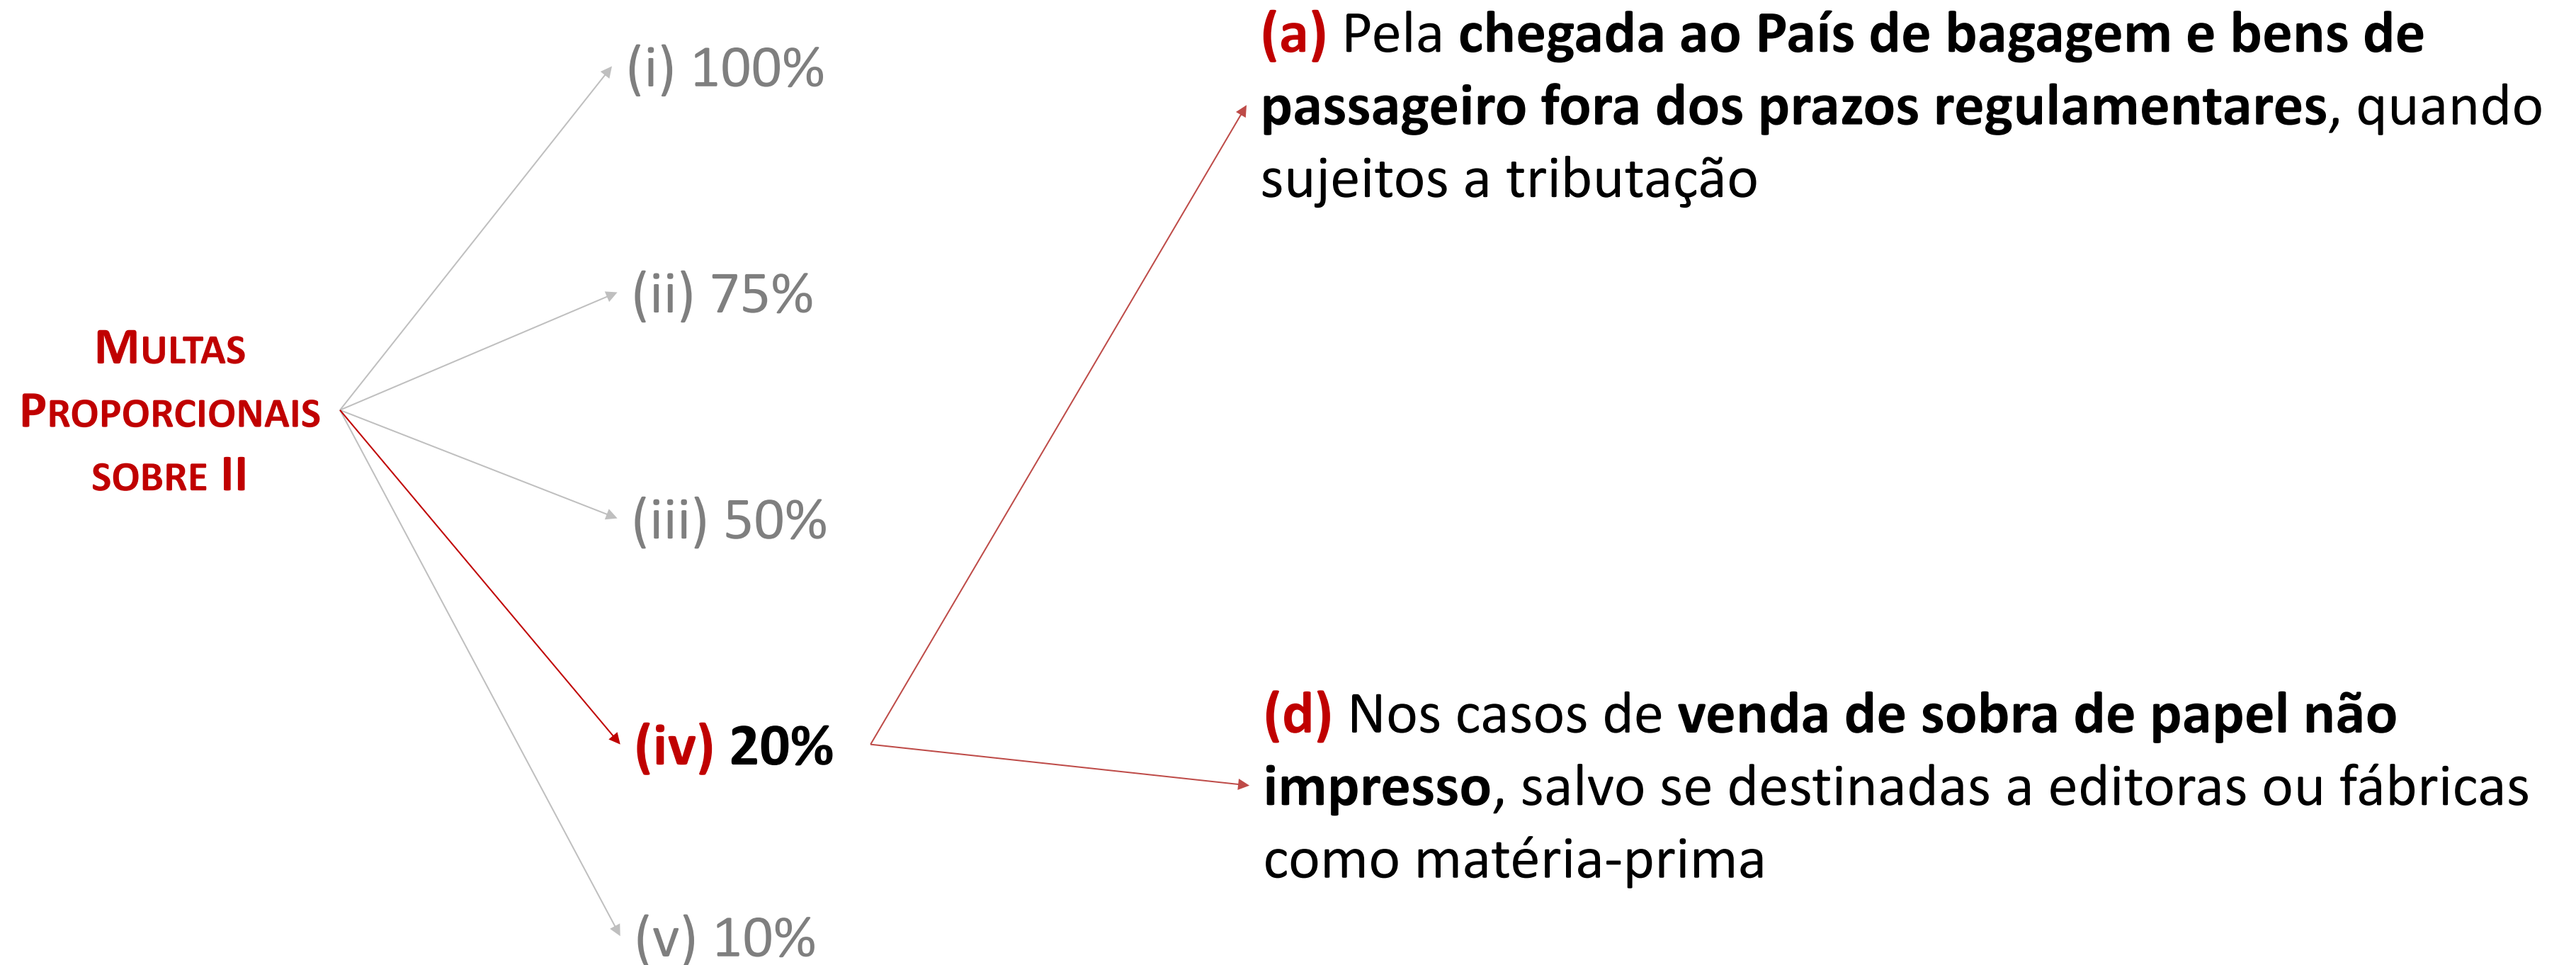 MULTAS
PROPORCIONAIS
SOBRE II
(i) 100%
(ii) 75%
(iii) 50%
(iv) 20%
(v) 10%
(a) Pela chegada ao País de bagagem e bens de
passageiro fora dos prazos regulamentares, quando
sujeitos a tributação
(d) Nos casos de venda de sobra de papel não
impresso, salvo se destinadas a editoras ou fábricas
como matéria-prima